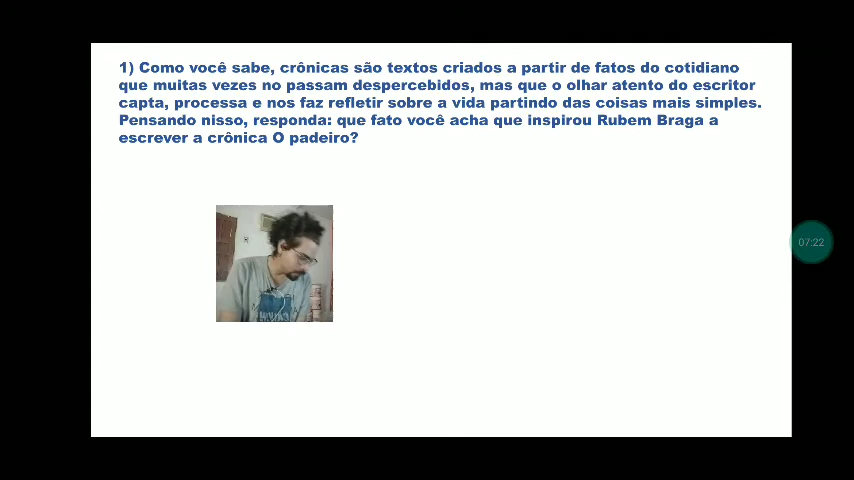 1) Como você sabe, crônicas são textos criados a partir de fatos do cotidiano
que muitas vezes no passam despercebidos, mas que o olhar atento do escritor
capta, processa e nos faz refletir sobre a vida partindo das coisas mais simples.
Pensando nisso, responda: que fato você acha que inspirou Rubem Braga a
escrever a crônica O padeiro?
07:22